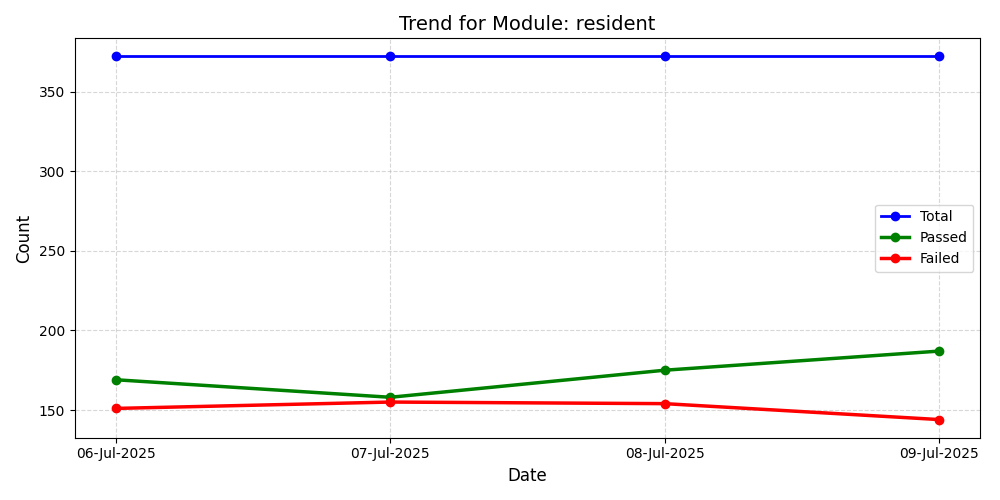 Trend for Module: resident
Count
350
300
250
200
150
Total
Passed
Failed
06-Jul-2025
07-Jul-2025
08-Jul-2025
09-Jul-2025
Date